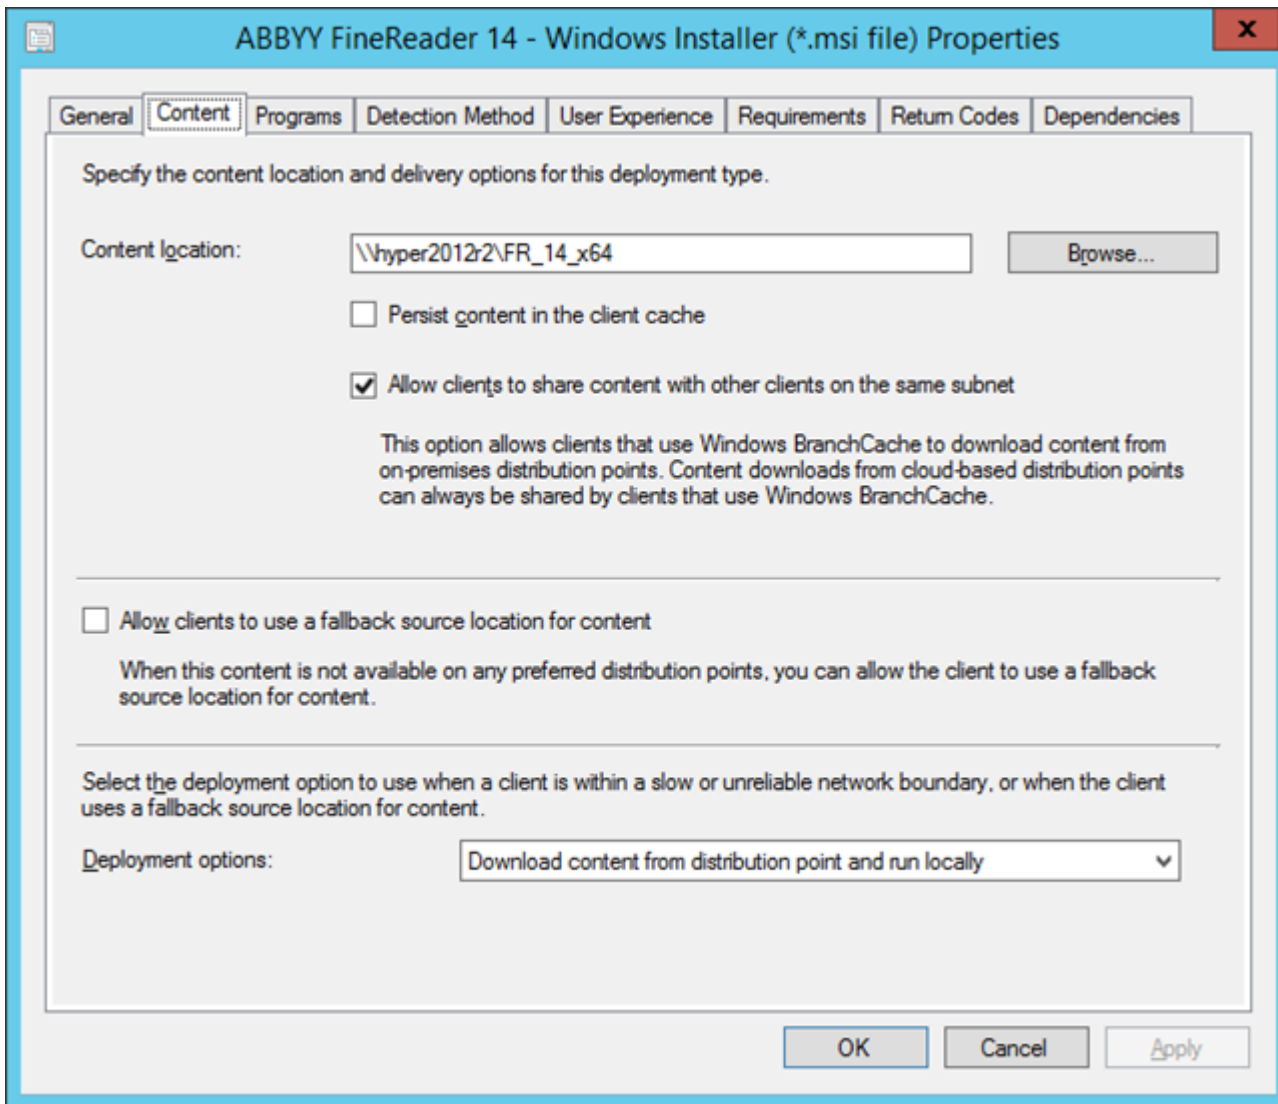 ABBYY FineReader 14 - Windows Installer (*.msi file) Properties
x
General Content Programs Detection Method User Experience Requirements Return Codes Dependencies
Specify the content location and delivery options for this deployment type.
Content location: \\hyper2012r2\FR_14_x64 Browse...
Persist content in the client cache
Allow clients to share content with other clients on the same subnet
This option allows clients that use Windows BranchCache to download content from
on-premises distribution points. Content downloads from cloud-based distribution points
can always be shared by clients that use Windows BranchCache.
Allow clients to use a fallback source location for content
When this content is not available on any preferred distribution points, you can allow the client to use a fallback
source location for content.
Select the deployment option to use when a client is within a slow or unreliable network boundary, or when the client
uses a fallback source location for content.
Deployment options: Download content from distribution point and run locally
OK Cancel Apply